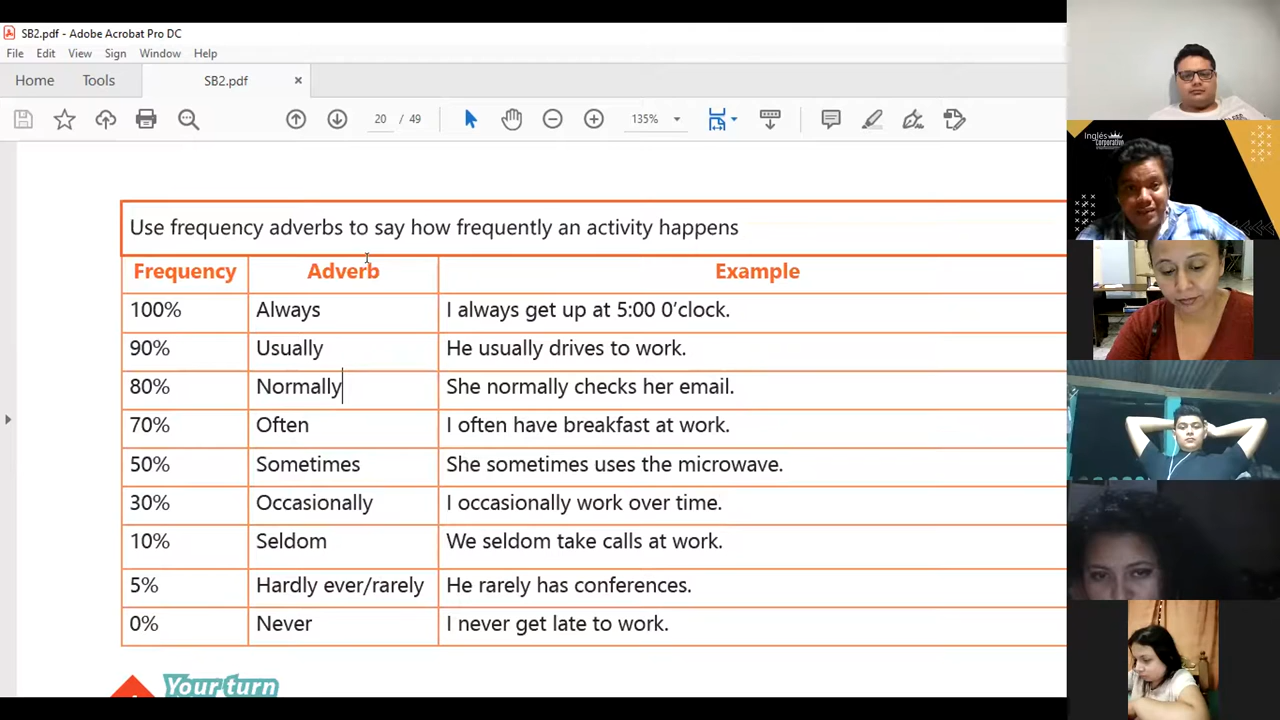 SB2.pdf - Adobe Acrobat Pro DC
File Edit View Sign Window Help
Home Tools SB2.pdf ×
20 / 49 135%
Use frequency adverbs to say how frequently an activity happens
Frequency Adverb Example
100% Always I always get up at 5:00 0’clock.
90% Usually He usually drives to work.
80% Normally She normally checks her email.
70% Often I often have breakfast at work.
50% Sometimes She sometimes uses the microwave.
30% Occasionally I occasionally work over time.
10% Seldom We seldom take calls at work.
5% Hardly ever/rarely He rarely has conferences.
0% Never I never get late to work.
Your turn
Inglés
Corporativo